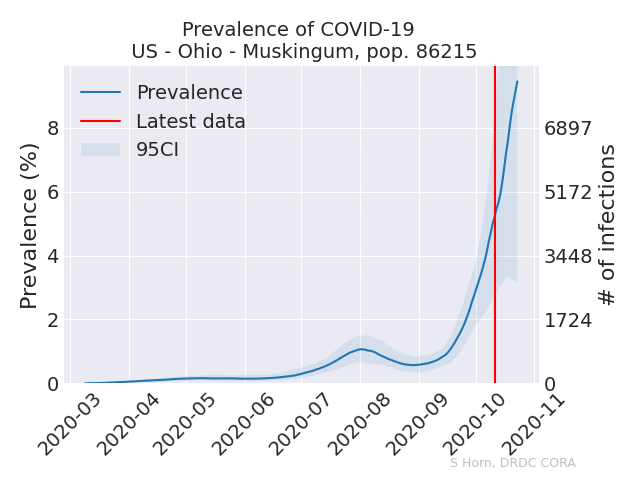 Prevalence of COVID-19
US - Ohio - Muskingum, pop. 86215
Prevalence
Latest data
95CI
Prevalence (%)
8
6
4
2
0
6897
5172
3448
1724
0
# of infections
2020-03
2020-04
2020-05
2020-06
2020-07
2020-08
2020-09
2020-10
2020-11
S Horn, DRDC CORA